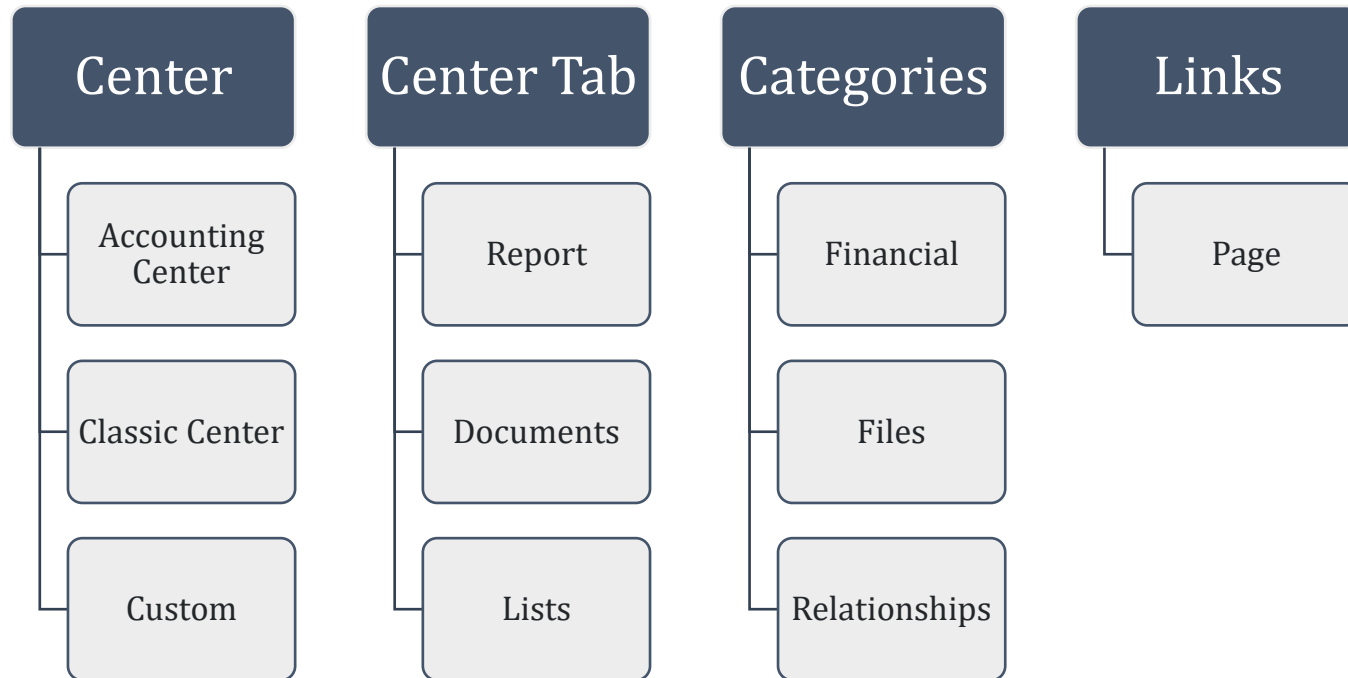 Center
Accounting
Center
Classic Center
Custom
Center Tab
Report
Documents
Lists
Categories
Financial
Files
Relationships
Links
Page